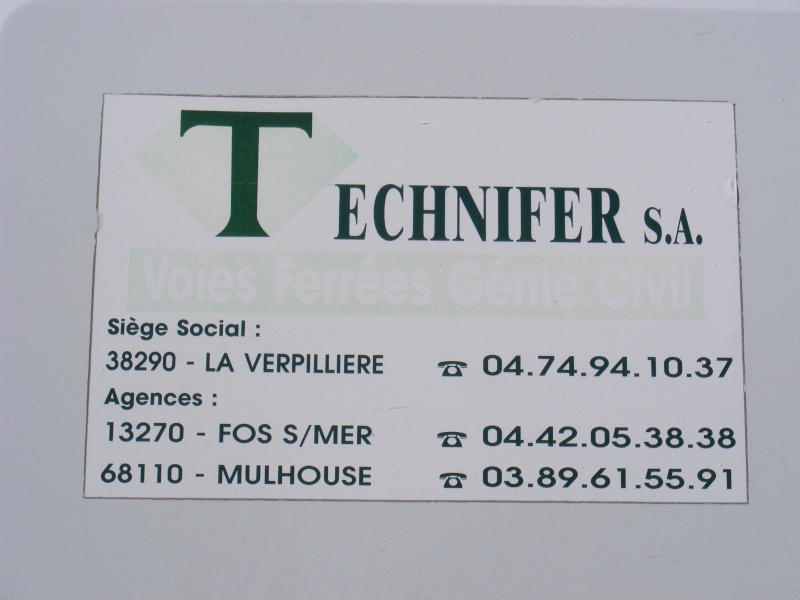 TECHNIFER S.A.
Voies Ferrées Génie Civil
Siège Social :
38290 - LA VERPILLIERE ☎ 04.74.94.10.37
Agences :
13270 - FOS S/MER ☎ 04.42.05.38.38
68110 - MULHOUSE ☎ 03.89.61.55.91